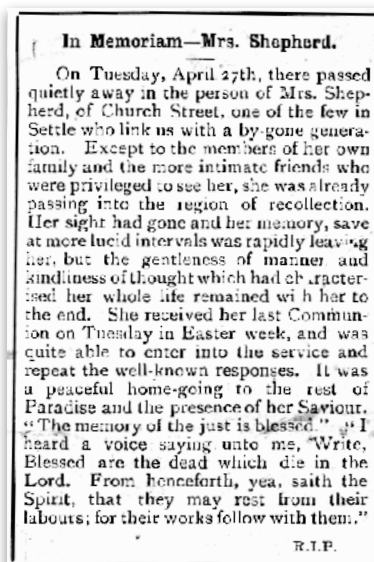 In Memoriam—Mrs. Shepherd.
On Tuesday, April 27th, there passed
quietly away in the person of Mrs. Shep-
herd, of Church Street, one of the few in
Settle who link us with a by-gone genera-
tion. Except to the members of her own
family and the more intimate friends who
were privileged to see her, she was already
passing into the region of recollection.
Her sight had gone and her memory, save
at more lucid intervals was rapidly leaving
her, but the gentleness of manner and
kindliness of thought which had character-
ised her whole life remained with her to
the end. She received her last Commun-
ion on Tuesday in Easter week, and was
quite able to enter into the service and
repeat the well-known responses. It was
a peaceful home-going to the rest of
Paradise and the presence of her Saviour.
"The memory of the just is blessed." "I
heard a voice saying unto me, Write,
Blessed are the dead which die in the
Lord. From henceforth, yea, saith the
Spirit, that they may rest from their
labours; for their works follow with them."
R.I.P.